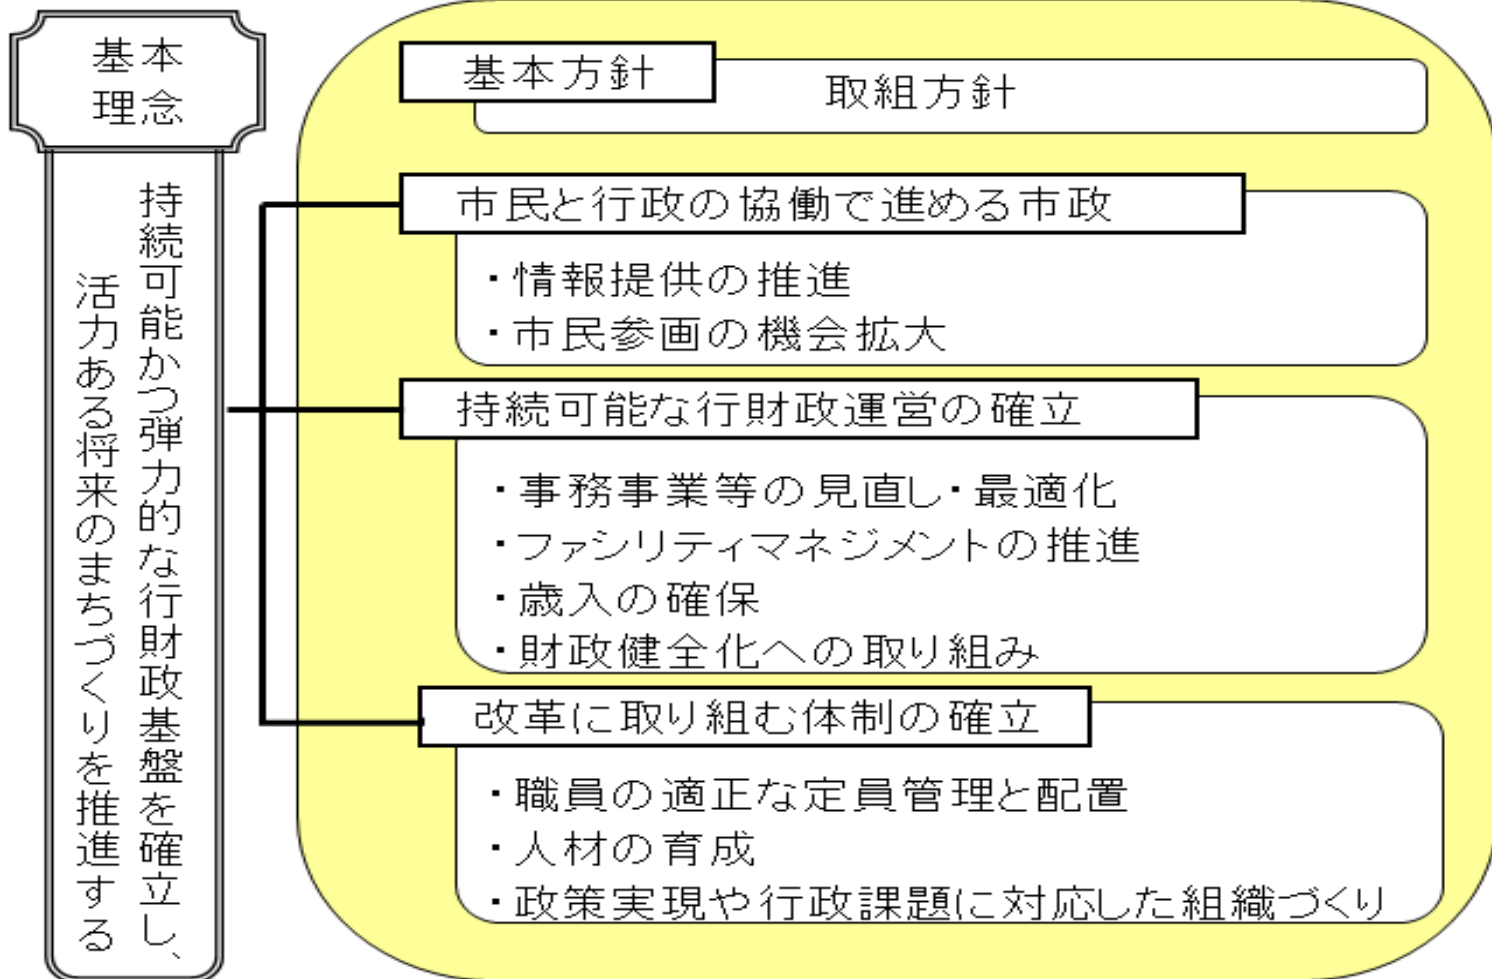 基本
理念
持続可能かつ弾力的な行財政基盤を確立し、
活力ある将来のまちづくりを推進する
基本方針
取組方針
市民と行政の協働で進める市政
・情報提供の推進
・市民参画の機会拡大
持続可能な行財政運営の確立
・事務事業等の見直し・最適化
・ファシリティマネジメントの推進
・歳入の確保
・財政健全化への取り組み
改革に取り組む体制の確立
・職員の適正な定員管理と配置
・人材の育成
・政策実現や行政課題に対応した組織づくり